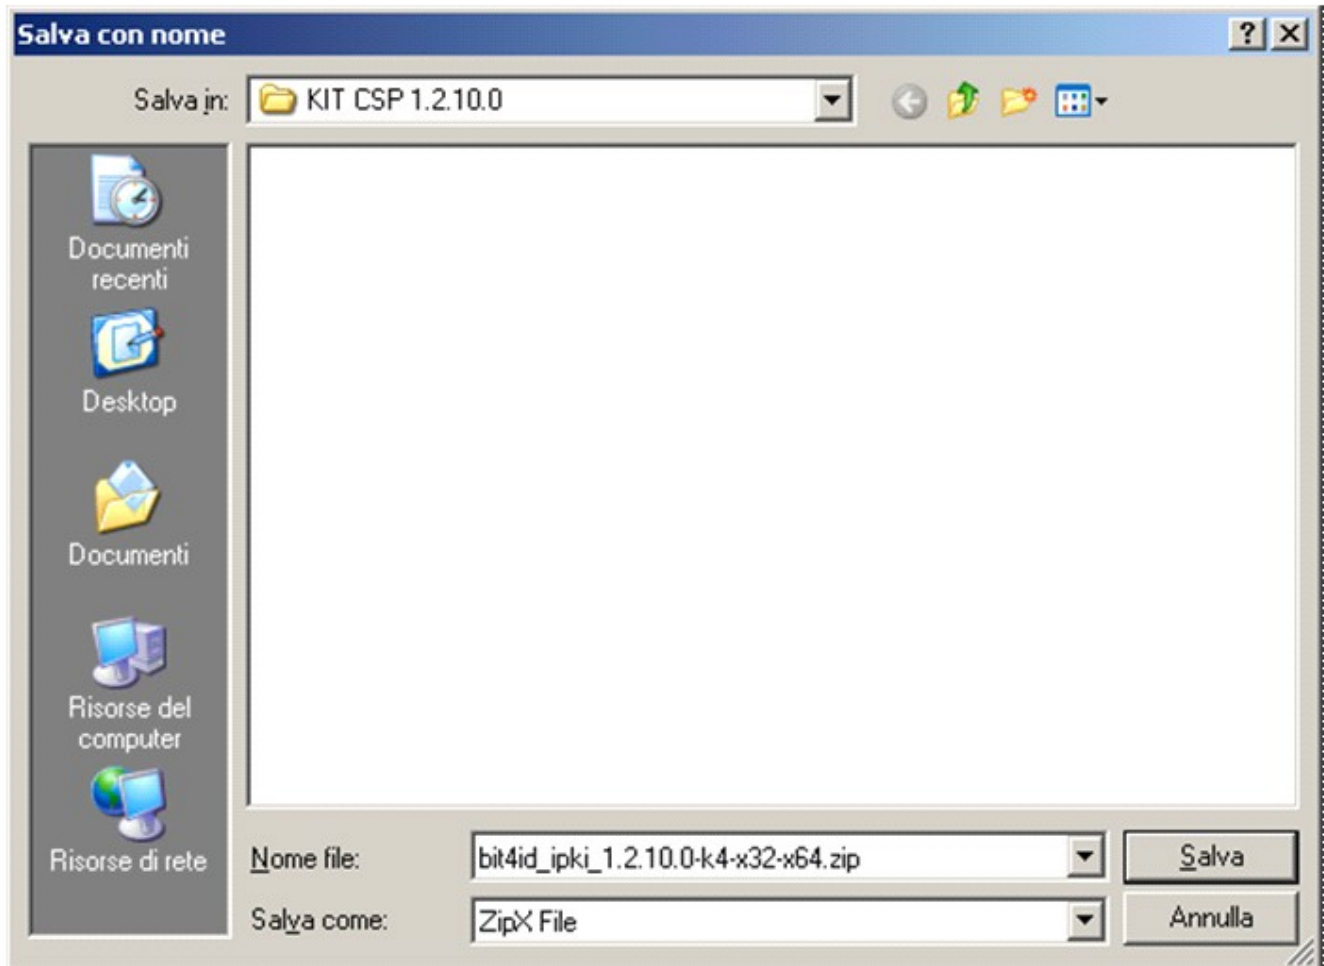 Salva con nome
Salva in:
KIT CSP 1.2.10.0
Documenti
recenti
Desktop
Documenti
Risorse del
computer
Risorse di rete
Nome file:
bit4id_ipki_1.2.10.0-k4-x32-x64.zip
Salva
Salva come:
ZipX File
Annulla